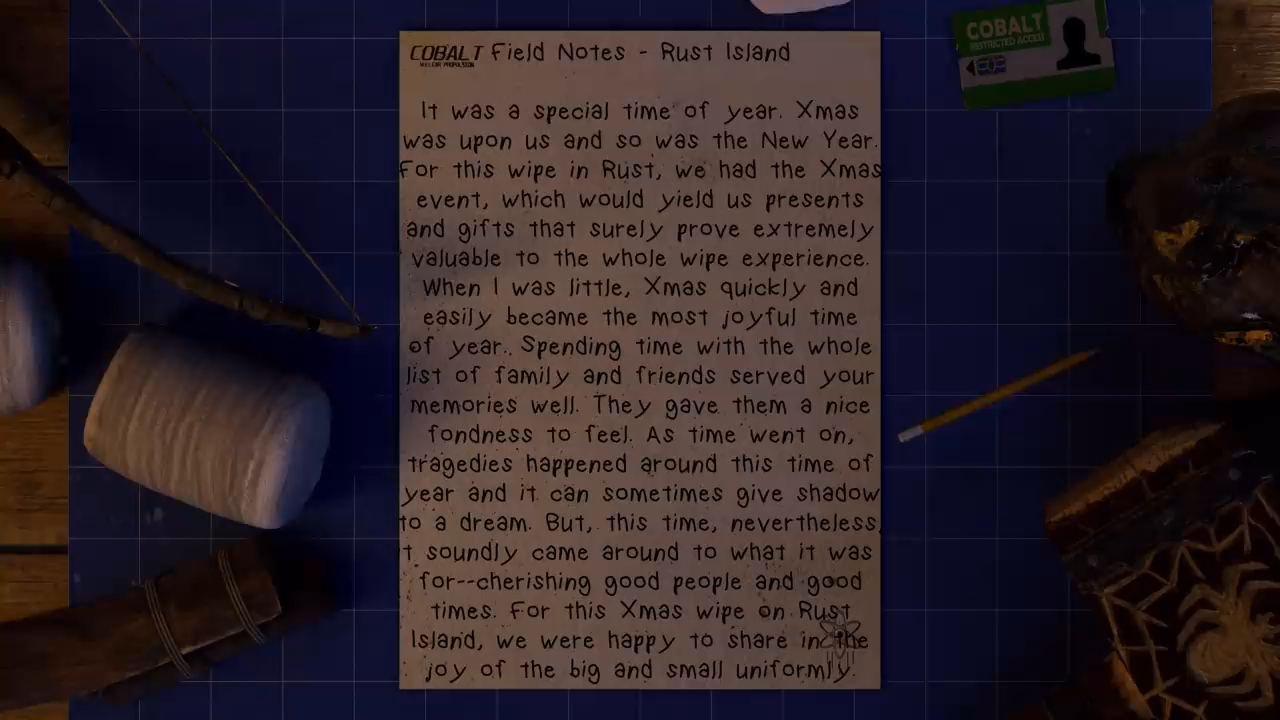 COBALT Field Notes - Rust Island
NUCLEAR PROPULSION
It was a special time of year. Xmas
was upon us and so was the New Year.
For this wipe in Rust, we had the Xmas
event, which would yield us presents
and gifts that surely prove extremely
valuable to the whole wipe experience.
When I was little, Xmas quickly and
easily became the most joyful time
of year. Spending time with the whole
list of family and friends served your
memories well. They gave them a nice
fondness to feel. As time went on,
tragedies happened around this time of
year and it can sometimes give shadow
to a dream. But, this time, nevertheless,
t soundly came around to what it was
for--cherishing good people and good
times. For this Xmas wipe on Rust
Island, we were happy to share in the
joy of the big and small uniformly.
COBALT
RESTRICTED ACCESS